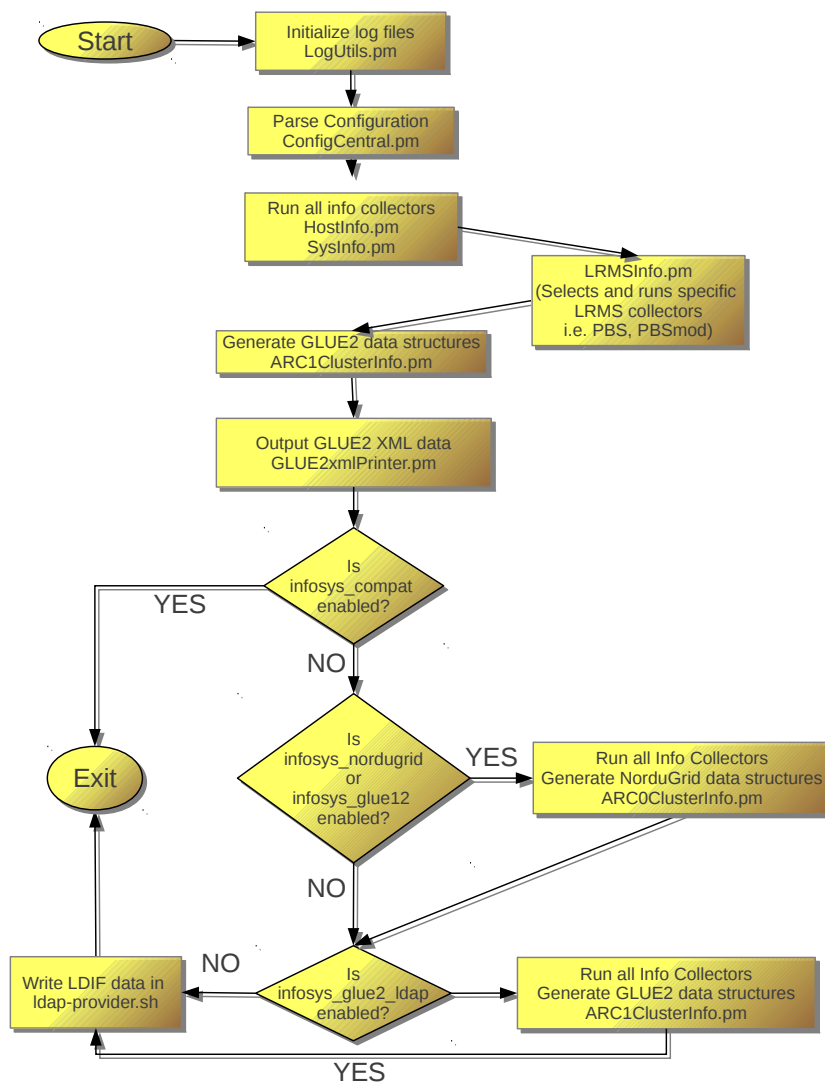 Start
Initialize log files
LogUtils.pm
Parse Configuration
ConfigCentral.pm
Run all info collectors
HostInfo.pm
SysInfo.pm
LRMSInfo.pm
(Selects and runs specific
LRMS collectors
i.e. PBS, PBSmod)
Generate GLUE2 data structures
ARC1ClusterInfo.pm
Output GLUE2 XML data
GLUE2xmlPrinter.pm
Is
infosys_compat
enabled?
YES
NO
Is
infosys_nordugrid
or
infosys_glue12
enabled?
YES
Run all Info Collectors
Generate NorduGrid data structures
ARC0ClusterInfo.pm
Exit
NO
Is
infosys_glue2_ldap
enabled?
NO
Write LDIF data in
ldap-provider.sh
Run all Info Collectors
Generate GLUE2 data structures
ARC1ClusterInfo.pm
YES